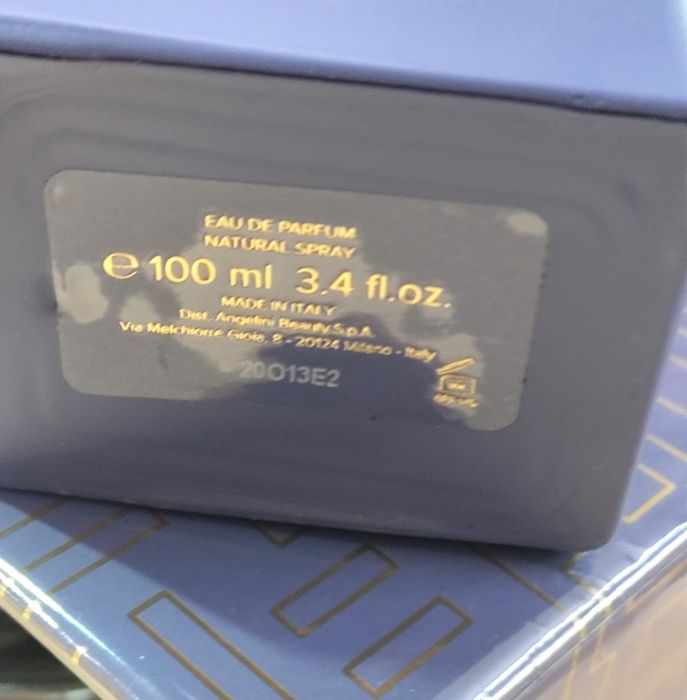 EAU DE PARFUM
NATURAL SPRAY
℮ 100 ml 3.4 fl.oz.
MADE IN ITALY
Dist. Angelini Beauty S.p.A.
Via Melchiorre Gioia, 8 - 20124 Milano - Italy
20O13E2